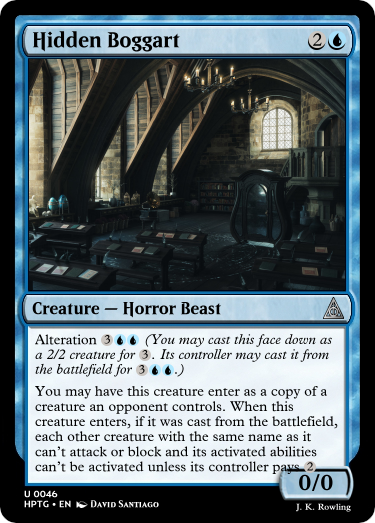 Hidden Boggart 2
Creature — Horror Beast
Alteration 3 (You may cast this face down as
a 2/2 creature for 3. Its controller may cast it from
the battlefield for 3.)
You may have this creature enter as a copy of a
creature an opponent controls. When this
creature enters, if it was cast from the battlefield,
each other creature with the same name as it
can't attack or block and its activated abilities
can't be activated unless its controller pays 2.
0/0
U 0046
HPTG • EN David Santiago
J. K. Rowling